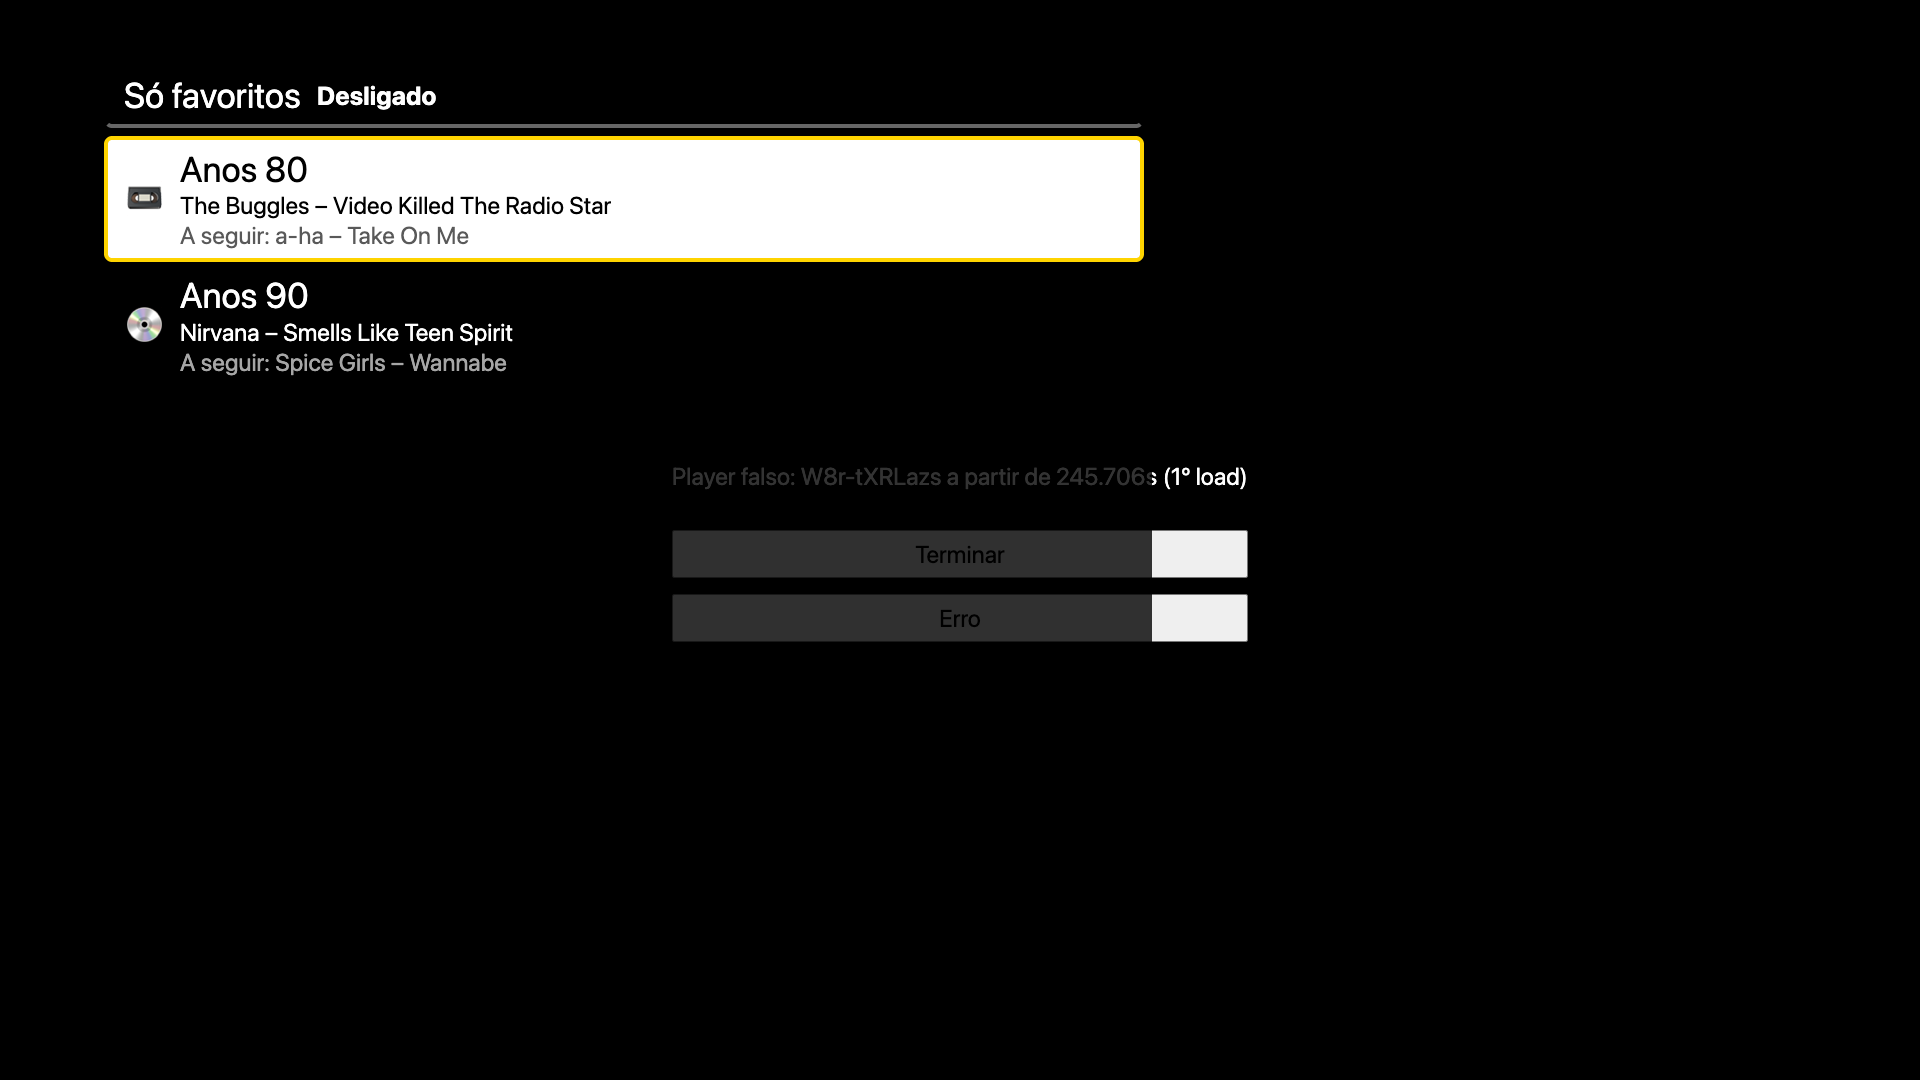 Só favoritos Desligado
Anos 80
The Buggles – Video Killed The Radio Star
A seguir: a-ha – Take On Me
Anos 90
Nirvana – Smells Like Teen Spirit
A seguir: Spice Girls – Wannabe
Player falso: W8r-tXRLazs a partir de 245.706s (1º load)
Terminar
Erro